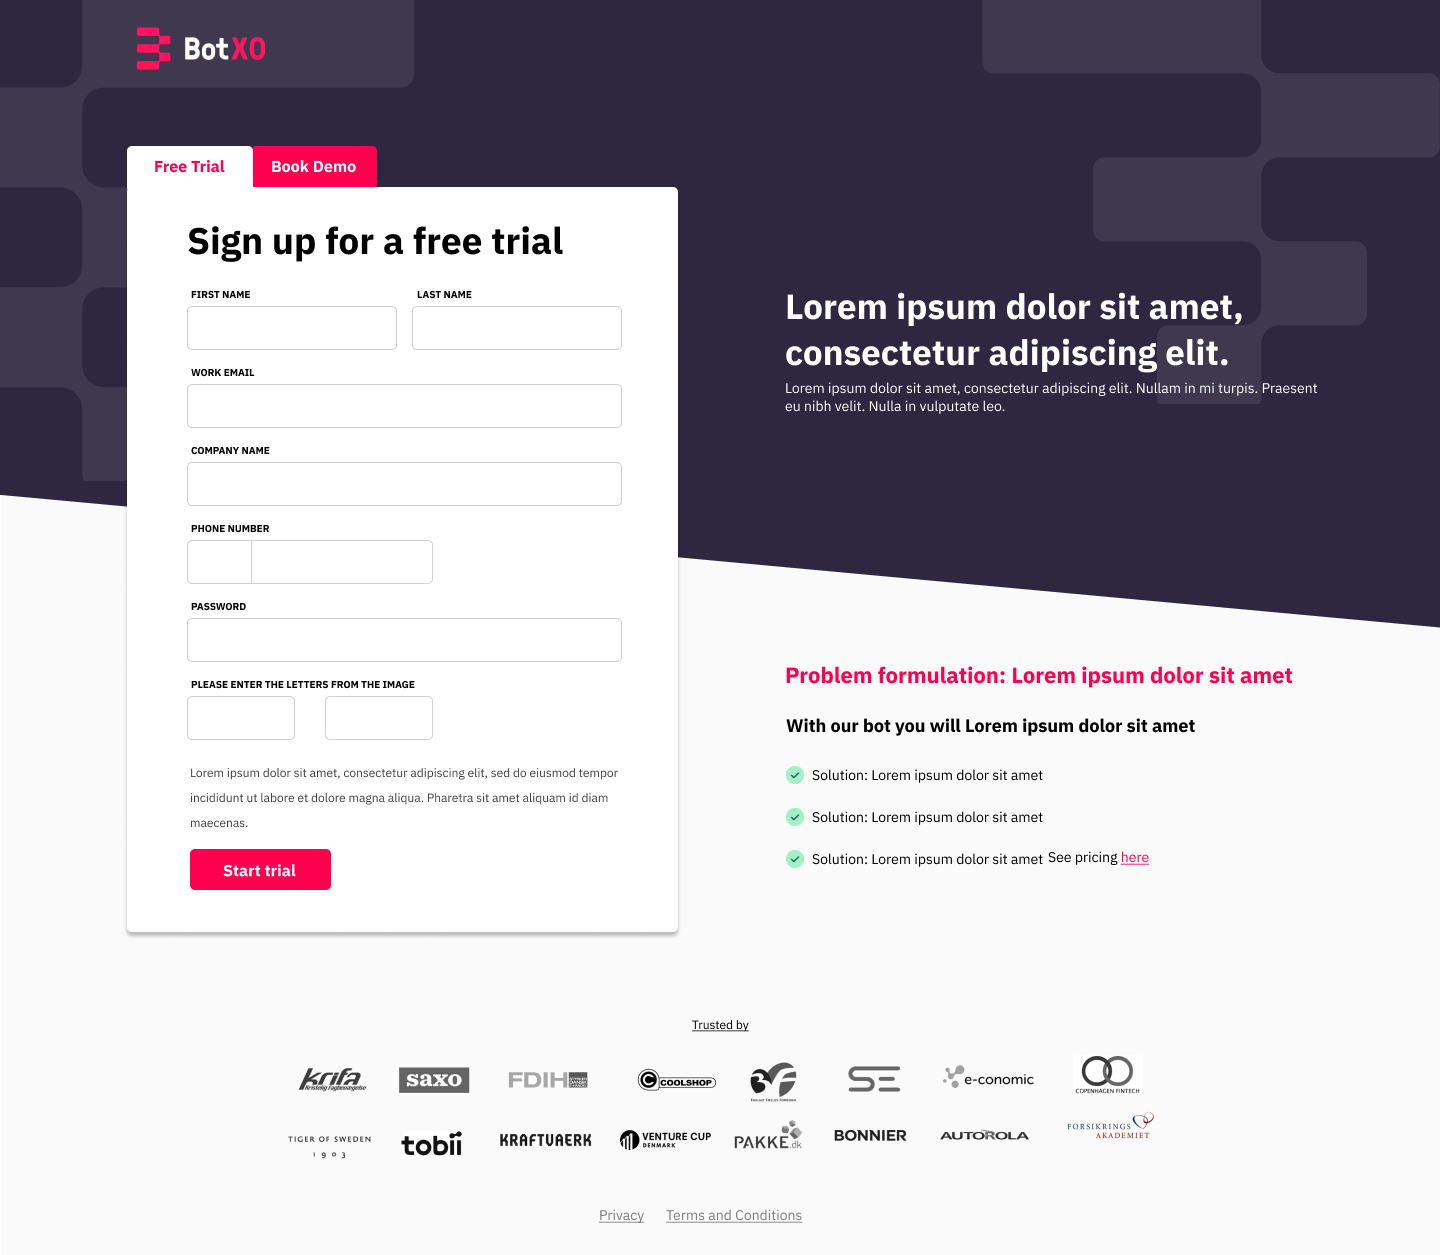 BotXO
Free Trial
Book Demo
Sign up for a free trial
FIRST NAME
LAST NAME
WORK EMAIL
COMPANY NAME
PHONE NUMBER
PASSWORD
PLEASE ENTER THE LETTERS FROM THE IMAGE
Lorem ipsum dolor sit amet, consectetur adipiscing elit, sed do eiusmod tempor
incididunt ut labore et dolore magna aliqua. Pharetra sit amet aliquam id diam
maecenas.
Start trial
Lorem ipsum dolor sit amet,
consectetur adipiscing elit.
Lorem ipsum dolor sit amet, consectetur adipiscing elit. Nullam in mi turpis. Praesent
eu nibh velit. Nulla in vulputate leo.
Problem formulation: Lorem ipsum dolor sit amet
With our bot you will Lorem ipsum dolor sit amet
Solution: Lorem ipsum dolor sit amet
Solution: Lorem ipsum dolor sit amet
Solution: Lorem ipsum dolor sit amet See pricing here
Trusted by
krifa
Kristelig fagbevægelse
saxo
FDIH
COOLSHOP
SE
e-conomic
COPENHAGEN FINTECH
TIGER OF SWEDEN
1903
tobii
KRAFTVAERK
VENTURE CUP
DENMARK
PAKKE.dk
BONNIER
AUTOROLA
FORSIKRINGS
AKADEMIET
Privacy
Terms and Conditions